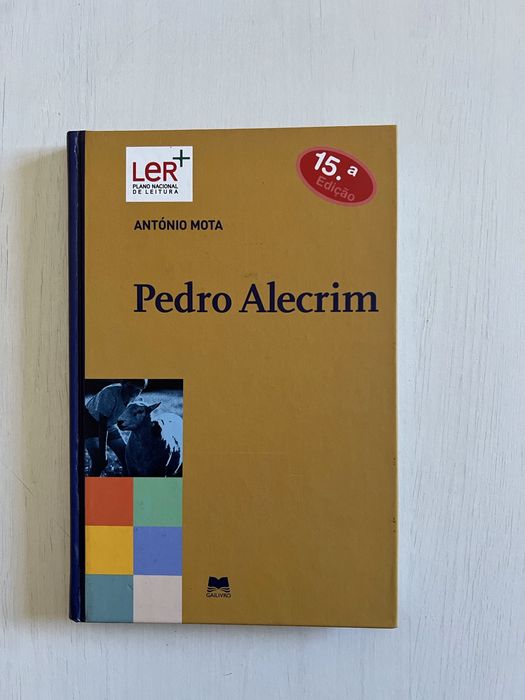 LeR+
PLANO NACIONAL
DE LEITURA
15.ª
Edição
ANTÓNIO MOTA
Pedro Alecrim
GAILIVRO